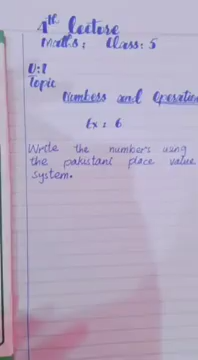 4th lecture
Maths; Class: 5
U:1
Topic
Numbers and Operation
Ex: 6
Write the number's using
the pakistani place value
system.